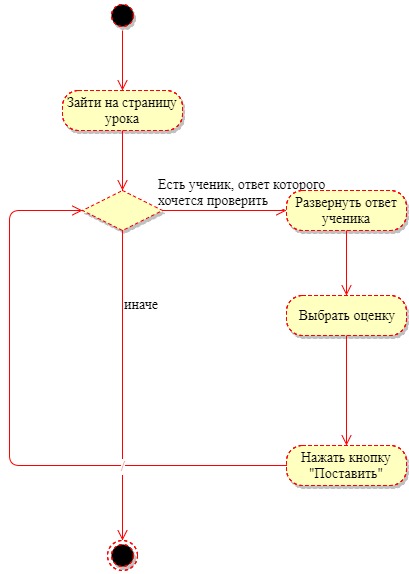 Зайти на страницу
урока
Есть ученик, ответ которого
хочется проверить
Развернуть ответ
ученика
иначе
Выбрать оценку
Нажать кнопку
"Поставить"